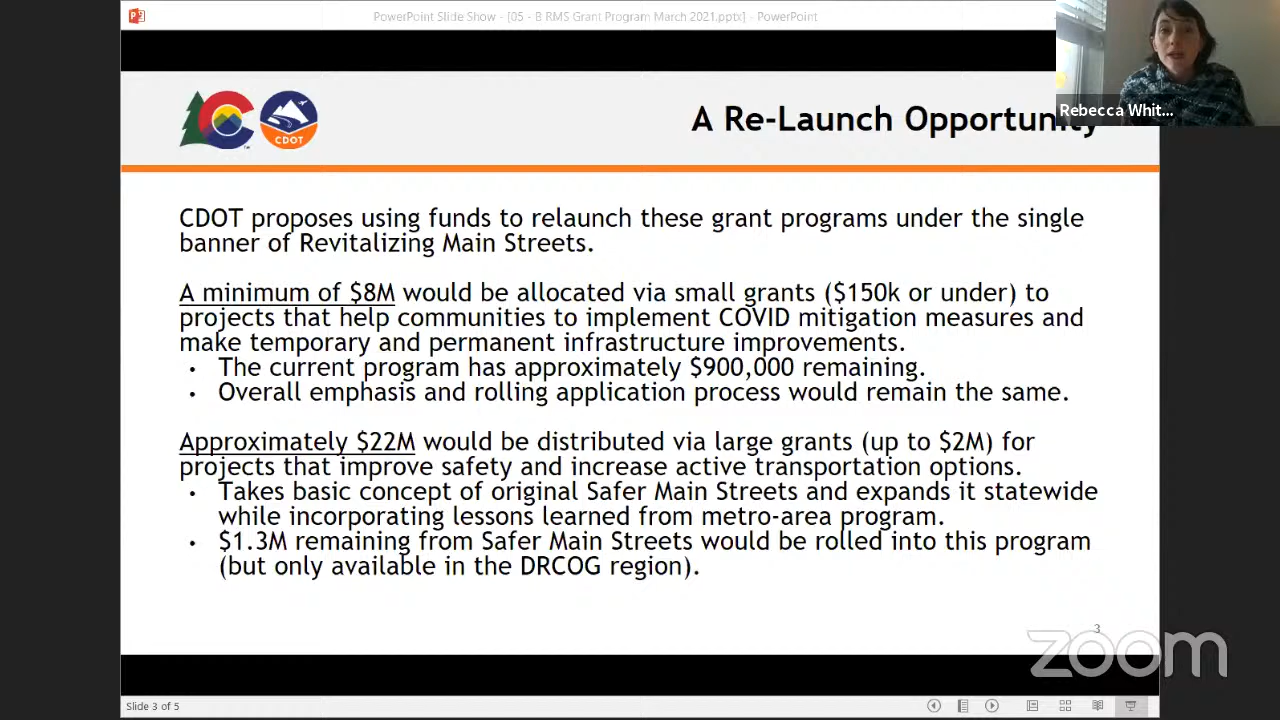 PowerPoint Slide Show - [05 - B RMS Grant Program March 2021.pptx] - PowerPoint
Rebecca Whit...
CDOT
A Re-Launch Opportunity
CDOT proposes using funds to relaunch these grant programs under the single
banner of Revitalizing Main Streets.
A minimum of $8M would be allocated via small grants ($150k or under) to
projects that help communities to implement COVID mitigation measures and
make temporary and permanent infrastructure improvements.
• The current program has approximately $900,000 remaining.
• Overall emphasis and rolling application process would remain the same.
Approximately $22M would be distributed via large grants (up to $2M) for
projects that improve safety and increase active transportation options.
• Takes basic concept of original Safer Main Streets and expands it statewide
while incorporating lessons learned from metro-area program.
• $1.3M remaining from Safer Main Streets would be rolled into this program
(but only available in the DRCOG region).
3
zoom
Slide 3 of 5